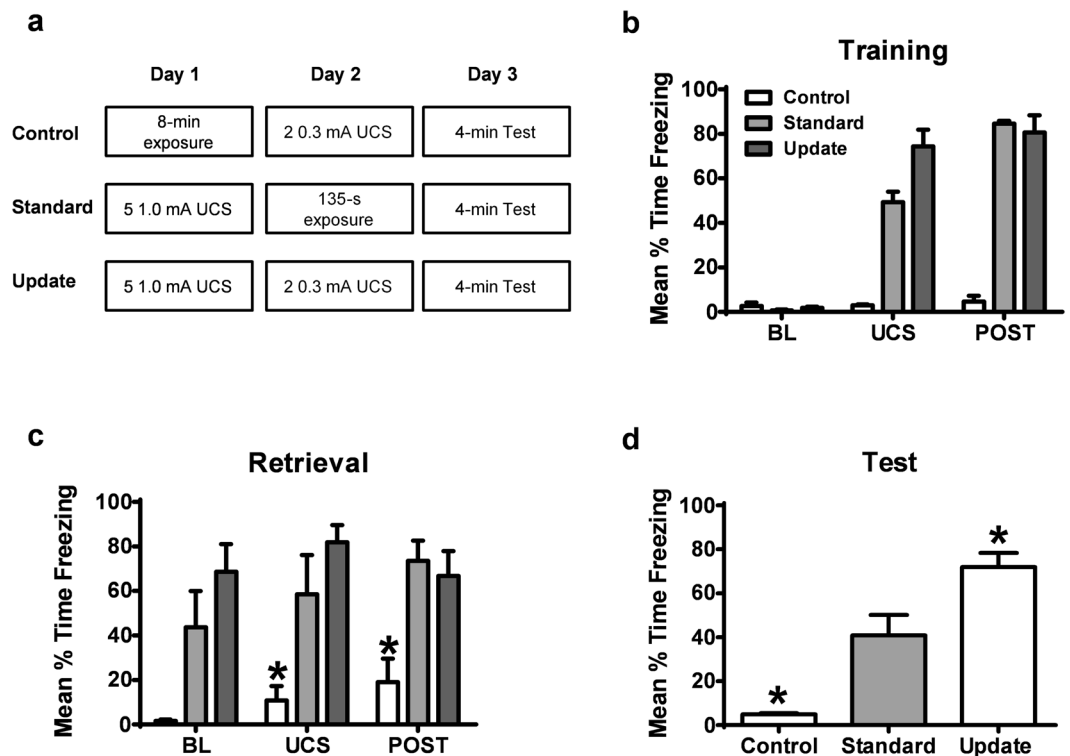 a
Day 1 Day 2 Day 3
Control
8-min
exposure
2 0.3 mA UCS
4-min Test
Standard
5 1.0 mA UCS
135-s
exposure
4-min Test
Update
5 1.0 mA UCS
2 0.3 mA UCS
4-min Test
b
Training
Mean % Time Freezing
100
80
60
40
20
0
Control
Standard
Update
BL UCS POST
c
Retrieval
Mean % Time Freezing
100
80
60
40
20
0
*
*
BL UCS POST
d
Test
Mean % Time Freezing
100
80
60
40
20
0
*
*
Control Standard Update